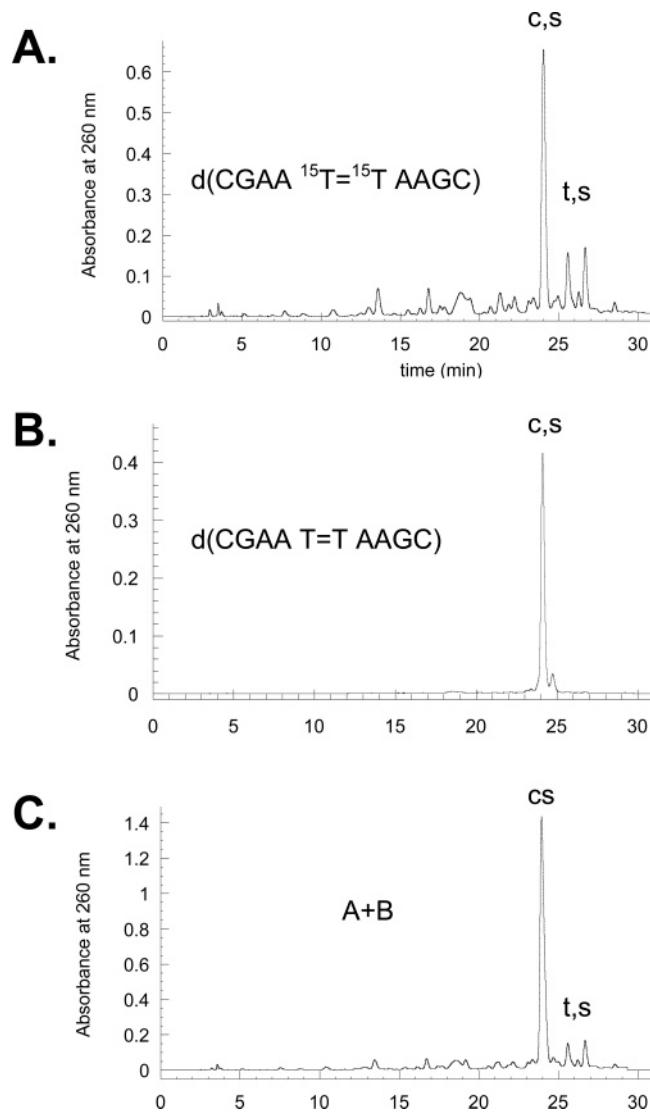 A.
c,s
t,s
d(CGAA ¹⁵T=¹⁵T AAGC)
Absorbance at 260 nm
0.6
0.5
0.4
0.3
0.2
0.1
0
0 5 10 15 20 25 30
time (min)
B.
c,s
d(CGAA T=T AAGC)
Absorbance at 260 nm
0.4
0.3
0.2
0.1
0
0 5 10 15 20 25 30
C.
cs
A+B
t,s
Absorbance at 260 nm
1.4
1.2
1
0.8
0.6
0.4
0.2
0
0 5 10 15 20 25 30